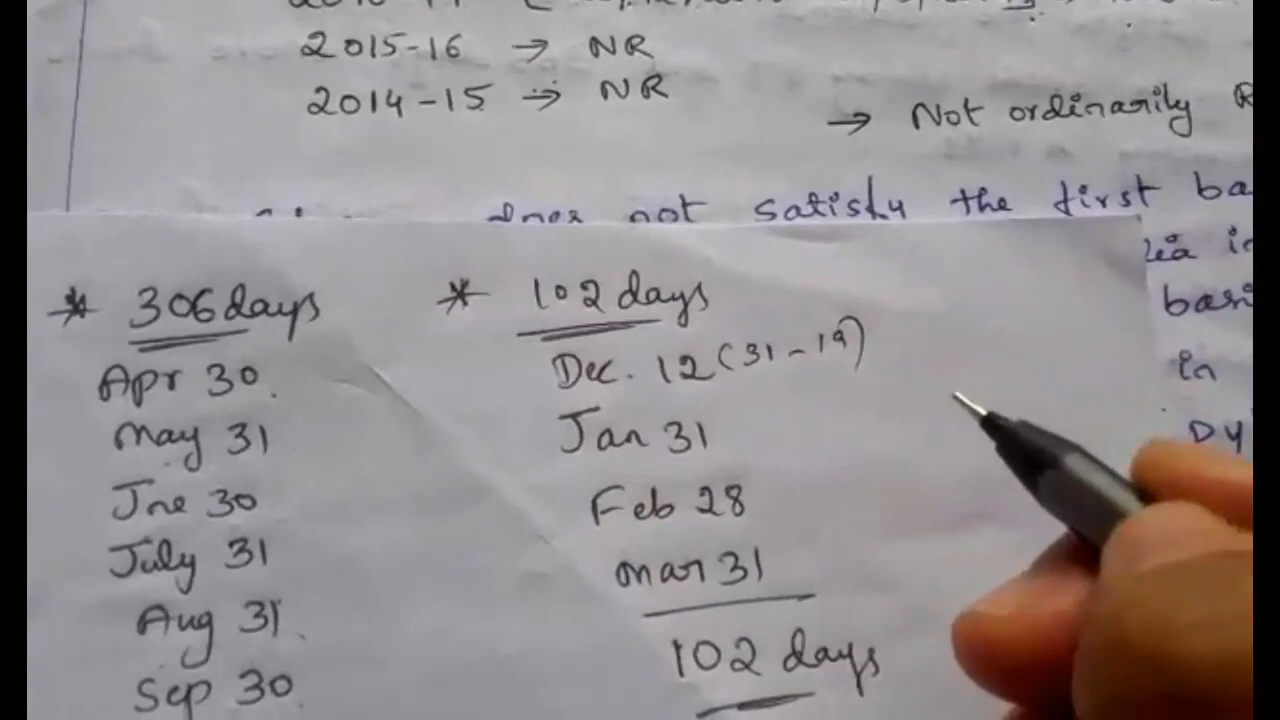 2015-16 → NR
2014-15 → NR
→ Not ordinarily R
not satisfy the first ba
* 306 days
Apr 30
May 31
Jne 30
July 31
Aug 31
Sep 30
* 102 days
Dec. 12 (31-19)
Jan 31
Feb 28
mar 31
102 days
in